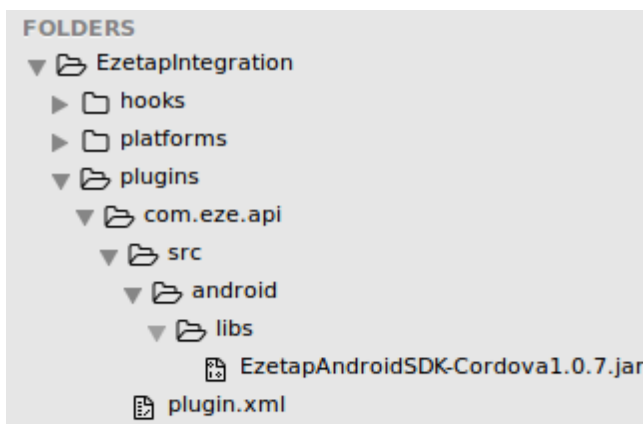 FOLDERS
EzetapIntegration
hooks
platforms
plugins
com.eze.api
src
android
libs
EzetapAndroidSDK-Cordova1.0.7.jar
plugin.xml